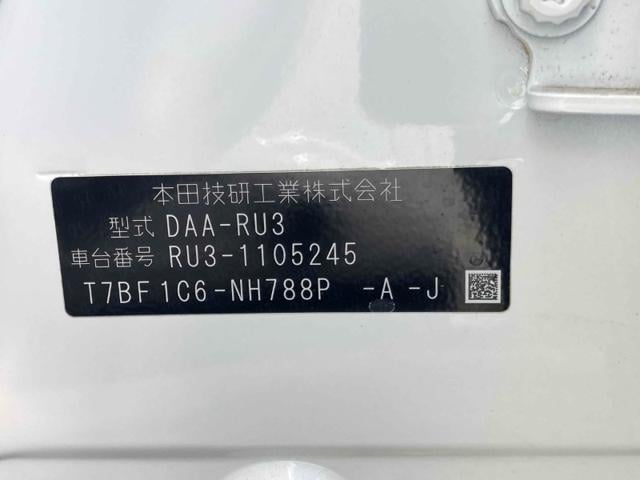 本田技研工業株式会社
型式 DAA-RU3
車台番号 RU3-1105245
T7BF1C6-NH788P -A-J